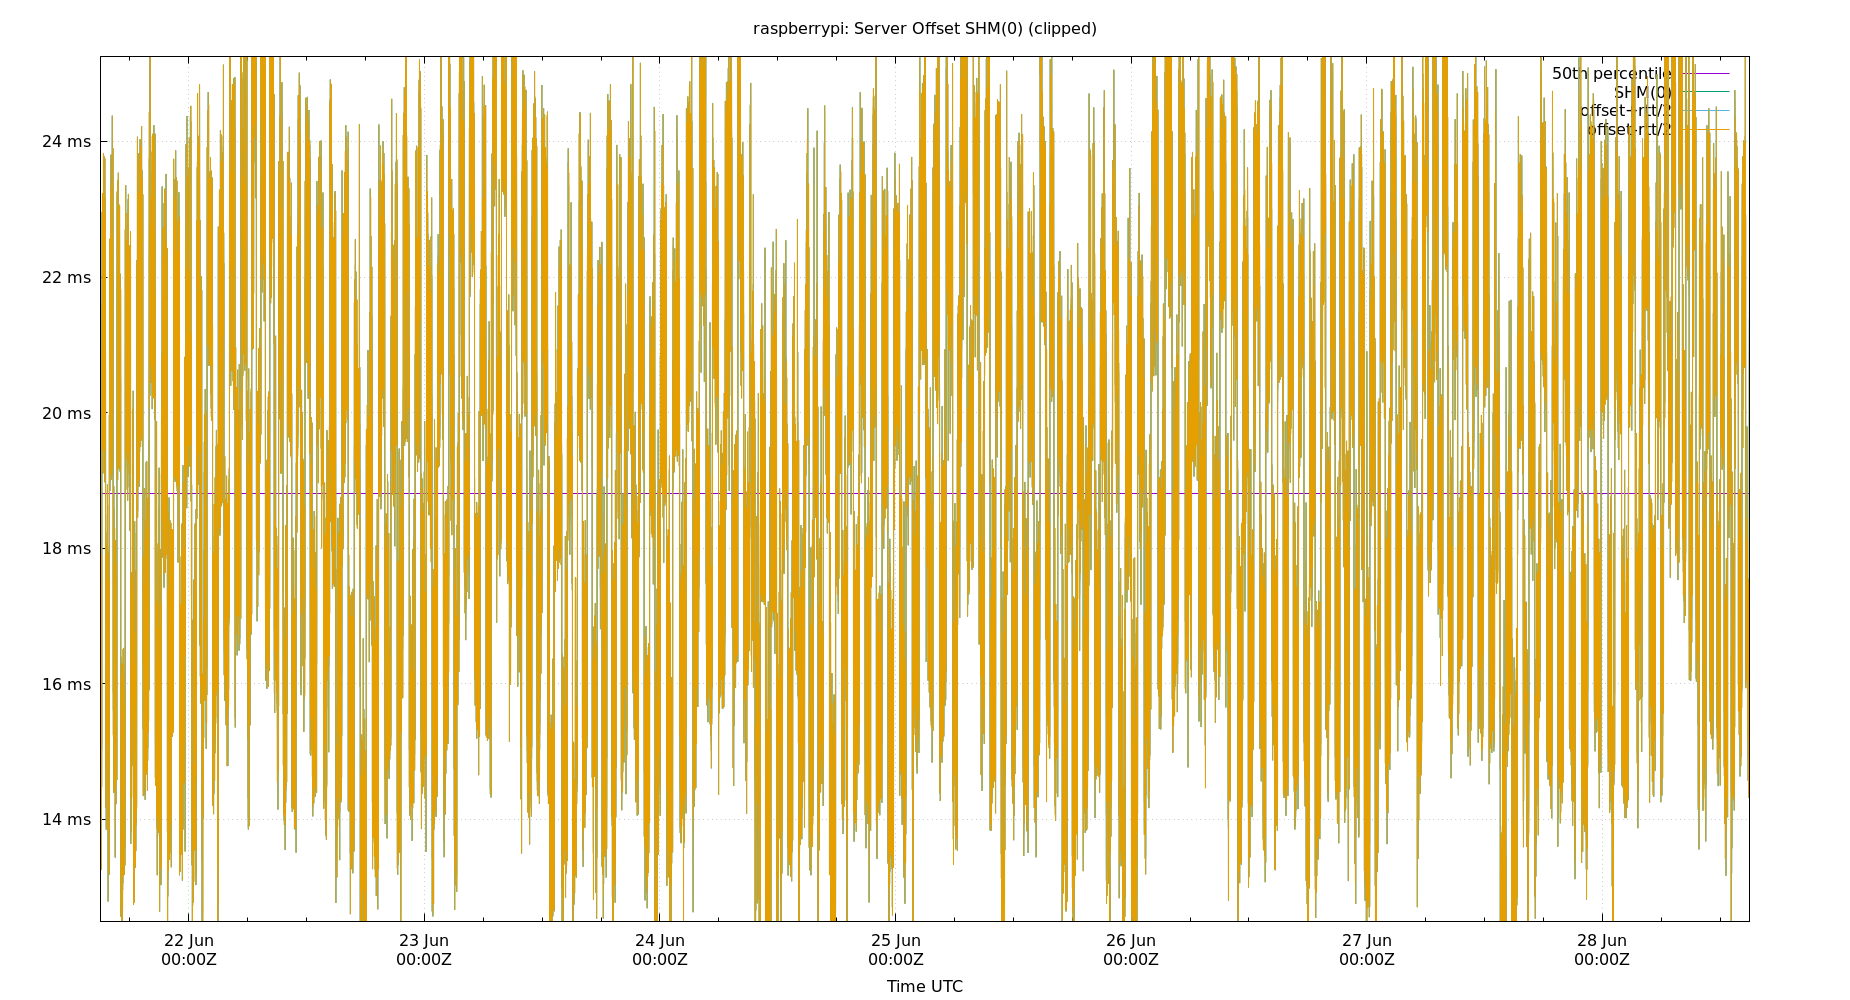 raspberrypi: Server Offset SHM(0) (clipped)
50th percentile
SHM(0)
offset+rtt/2
offset-rtt/2
24 ms
22 ms
20 ms
18 ms
16 ms
14 ms
22 Jun 23 Jun 24 Jun 25 Jun 26 Jun 27 Jun 28 Jun
00:00Z 00:00Z 00:00Z 00:00Z 00:00Z 00:00Z 00:00Z
Time UTC